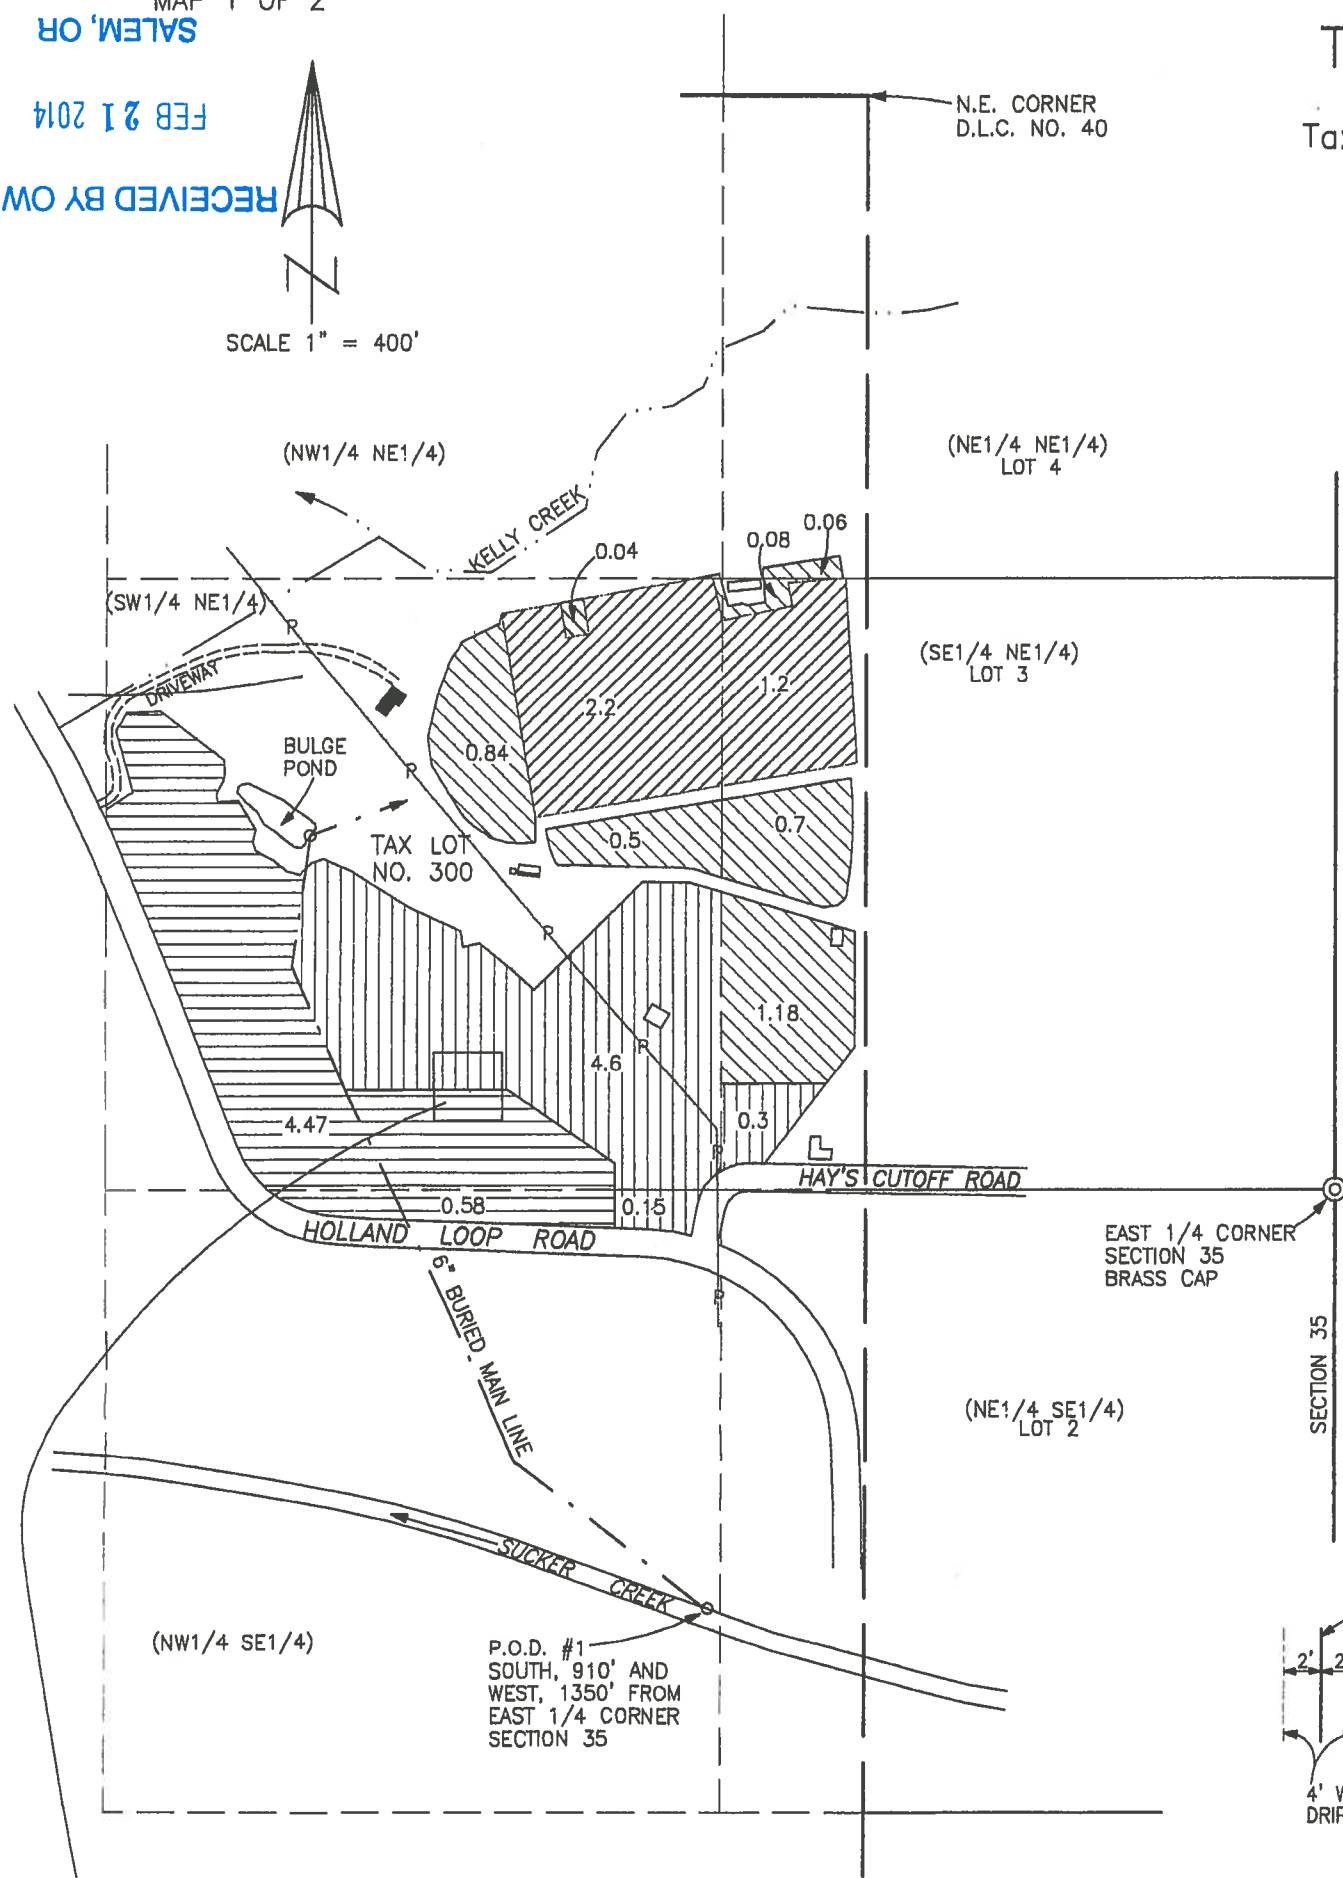 MAP 1 OF 2
SALEM, OR
FEB 21 2014
RECEIVED BY OW
N
SCALE 1" = 400'
N.E. CORNER
D.L.C. NO. 40
(NW1/4 NE1/4)
(NE1/4 NE1/4)
LOT 4
KELLY CREEK
0.04
0.08
0.06
(SW1/4 NE1/4)
P
(SE1/4 NE1/4)
LOT 3
DRIVEWAY
2.2
1.2
0.84
BULGE
POND
P
TAX LOT
NO. 300
0.5
0.7
P
1.18
P
4.6
4.47
0.3
P
HAY'S CUTOFF ROAD
0.58
0.15
HOLLAND LOOP ROAD
EAST 1/4 CORNER
SECTION 35
BRASS CAP
P
6" BURIED MAIN LINE
SECTION 35
(NE1/4 SE1/4)
LOT 2
SUCKER CREEK
(NW1/4 SE1/4)
P.O.D. #1
SOUTH, 910' AND
WEST, 1350' FROM
EAST 1/4 CORNER
SECTION 35
2'
4'